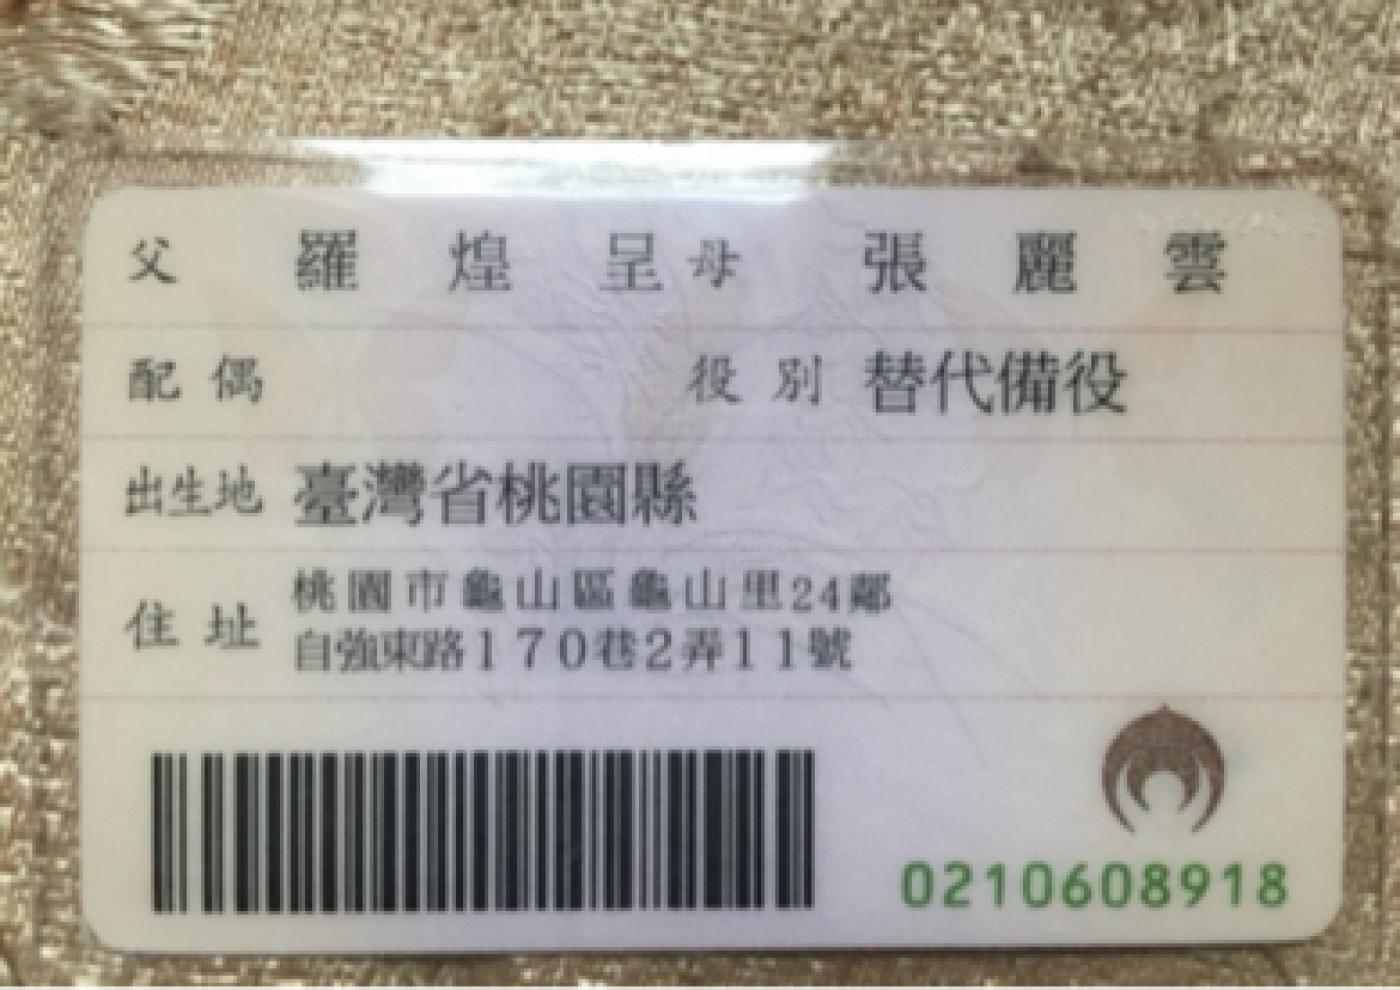 父 羅煌呈 母 張麗雲
配偶 役別 替代備役
出生地 臺灣省桃園縣
住址 桃園市龜山區龜山里24鄰
自強東路170巷2弄11號
0210608918